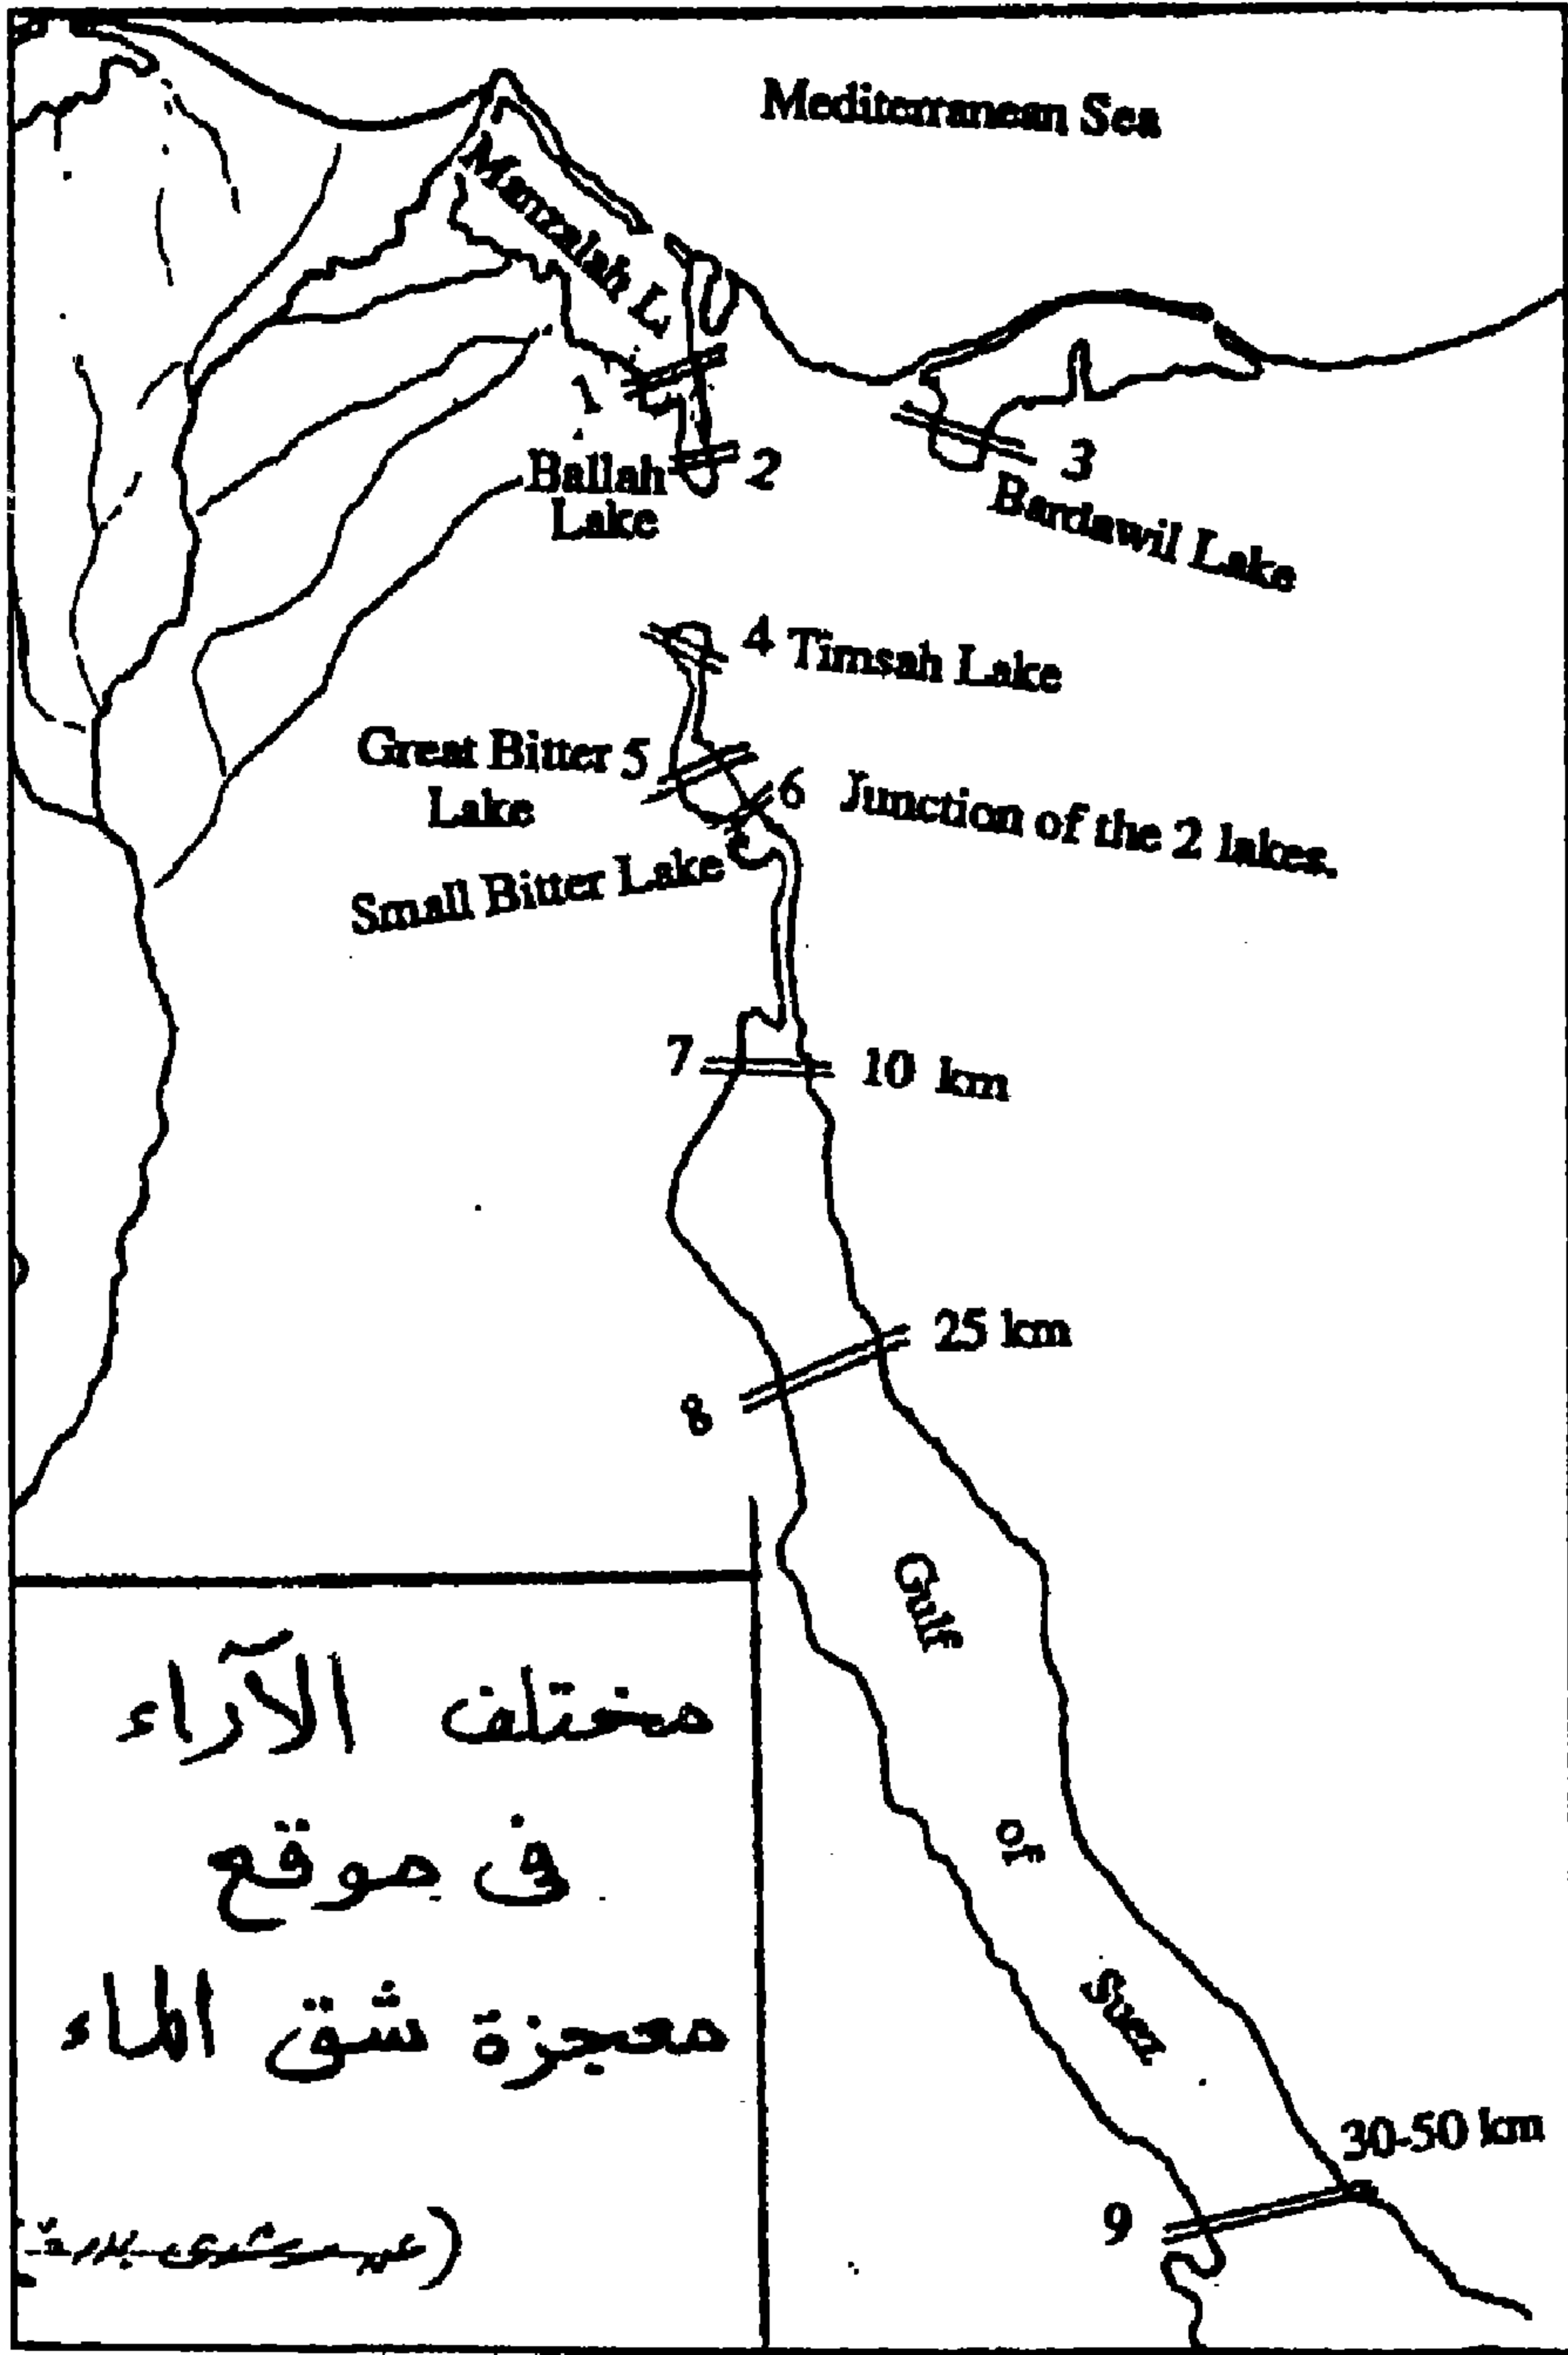 Mediterranean Sea
Manzalah L.
1
Ballah
Lake
2
3
Bardawil Lake
4 Timsah Lake
Great Bitter 5
Lake
6 Junction of the 2 lakes.
Small Bitter Lake
7
10 km
25 km
8
Gulf
of
Suez
30-50 km
9
مختلف الآراء
فى موقع
معجزة شق الماء